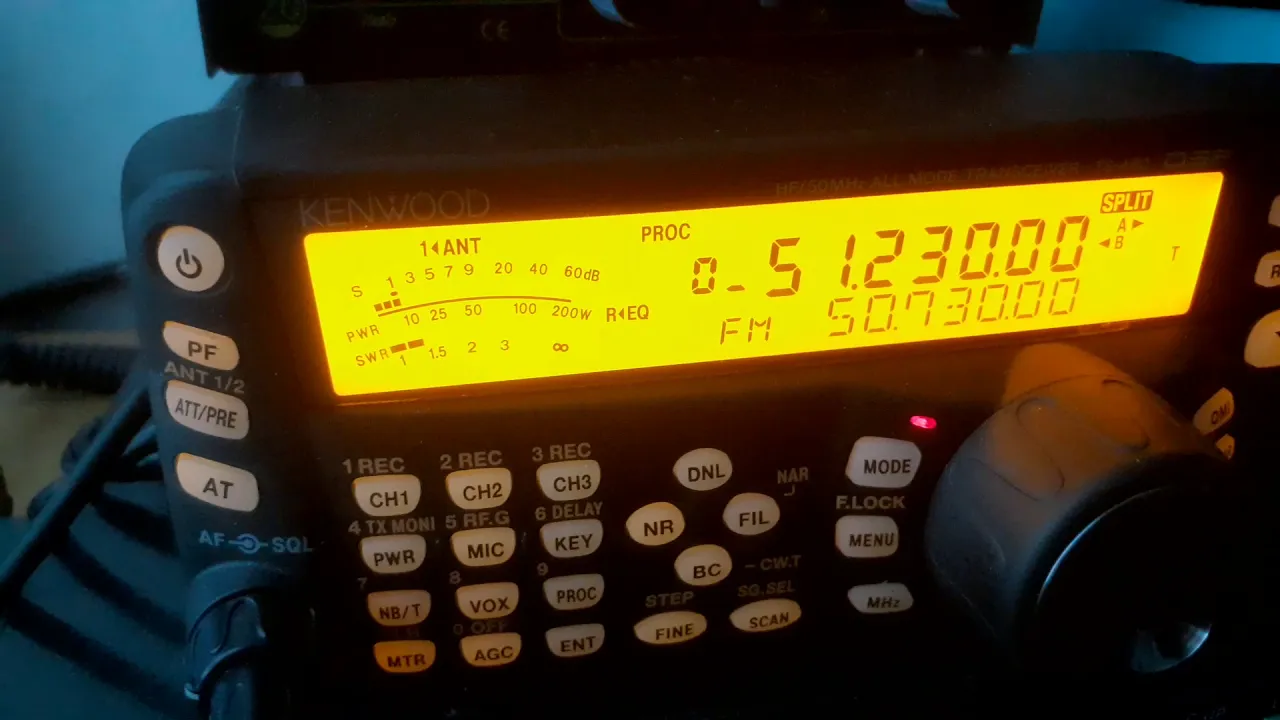 CE
KENWOOD
HF/50MHz ALL MODE TRANSCEIVER
1◄ANT
PROC
0- 51.230.00
SPLIT
A►
◄B
T
S 1 3 5 7 9 20 40 60dB
PWR 10 25 50 100 200W
R◄EQ
FM 50.730.00
SWR 1 1.5 2 3 ∞
PF
ANT 1/2
ATT/PRE
AT
AF SQL
1 REC 2 REC 3 REC
CH1 CH2 CH3
4 TX MONI 5 RF.G 6 DELAY
PWR MIC KEY
7 8 9
NB/T VOX PROC
0 OFF
MTR AGC ENT
DNL
NAR
NR FIL
BC
– CW.T
STEP SG.SEL
FINE SCAN
MODE
F.LOCK
MENU
MHz